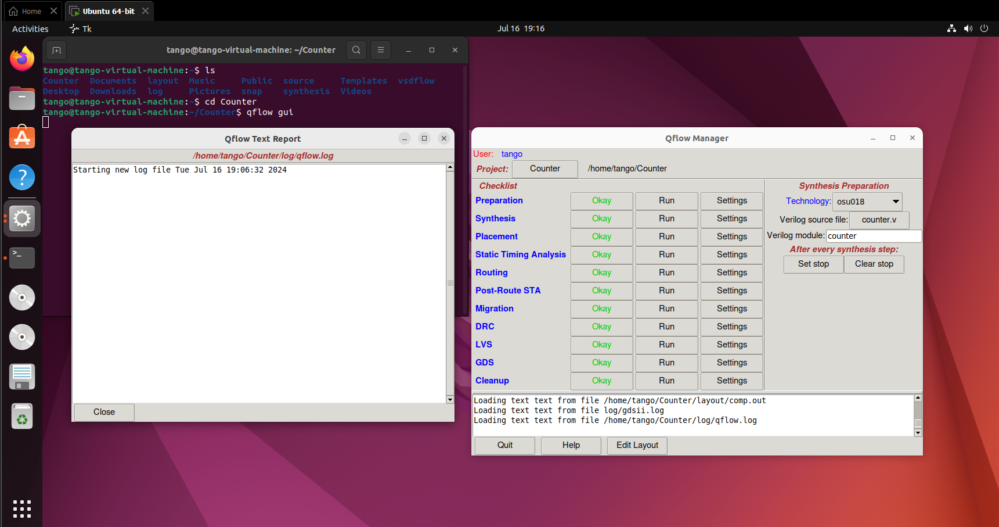 Home
Ubuntu 64-bit
Activities
Tk
Jul 16 19:16
tango@tango-virtual-machine: ~/Counter
tango@tango-virtual-machine:~$ ls
Counter Documents layout Music Public source Templates vsdflow
Desktop Downloads log Pictures snap synthesis Videos
tango@tango-virtual-machine:~$ cd Counter
tango@tango-virtual-machine:~/Counter$ qflow gui
Qflow Text Report
/home/tango/Counter/log/qflow.log
Starting new log file Tue Jul 16 19:06:32 2024
Close
Qflow Manager
User: tango
Project: Counter /home/tango/Counter
Checklist
Preparation Okay Run Settings
Synthesis Okay Run Settings
Placement Okay Run Settings
Static Timing Analysis Okay Run Settings
Routing Okay Run Settings
Post-Route STA Okay Run Settings
Migration Okay Run Settings
DRC Okay Run Settings
LVS Okay Run Settings
GDS Okay Run Settings
Cleanup Okay Run Settings
Synthesis Preparation
Technology: osu018
Verilog source file: counter.v
Verilog module: counter
After every synthesis step:
Set stop Clear stop
Loading text text from file /home/tango/Counter/layout/comp.out
Loading text text from file log/gdsii.log
Loading text text from file /home/tango/Counter/log/qflow.log
Quit Help Edit Layout